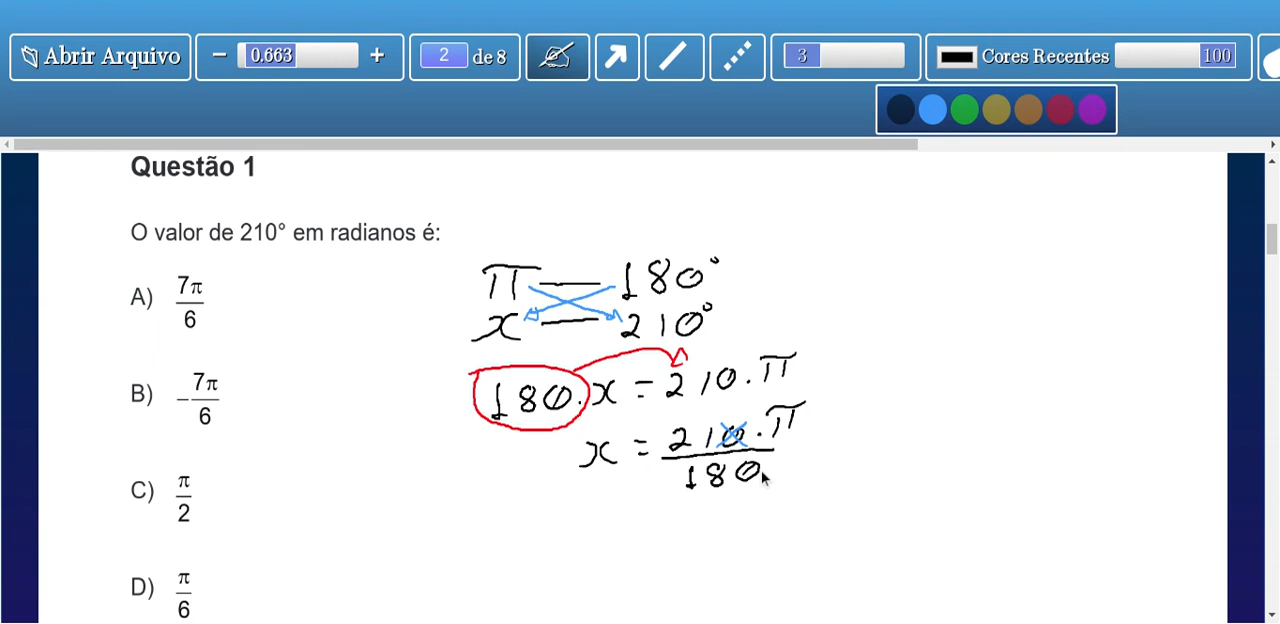 Abrir Arquivo − 0.663 + 2 de 8 3 Cores Recentes 100
Questão 1
O valor de 210° em radianos é:
A) 7π/6
B) -7π/6
C) π/2
D) π/6
π — 180°
x — 210°
180.x = 210.π
x = 210.π/180